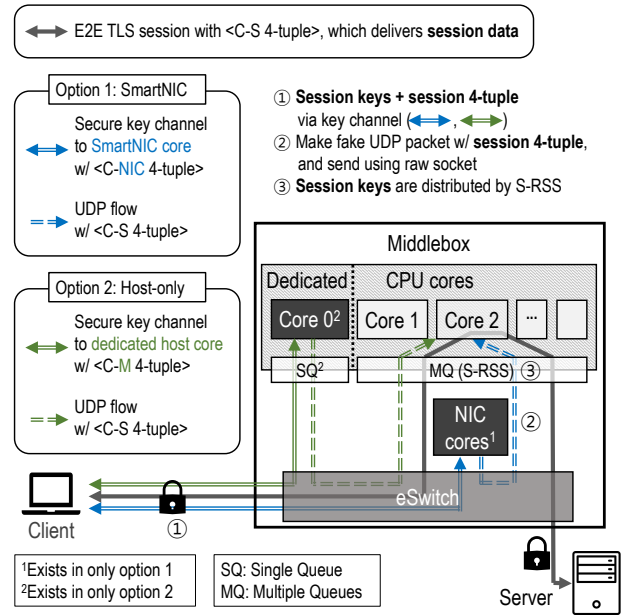 E2E TLS session with <C-S 4-tuple>, which delivers session data
Option 1: SmartNIC
Secure key channel
to SmartNIC core
w/ <C-NIC 4-tuple>
UDP flow
w/ <C-S 4-tuple>
① Session keys + session 4-tuple
via key channel ( , )
② Make fake UDP packet w/ session 4-tuple,
and send using raw socket
③ Session keys are distributed by S-RSS
Option 2: Host-only
Secure key channel
to dedicated host core
w/ <C-M 4-tuple>
UDP flow
w/ <C-S 4-tuple>
Middlebox
Dedicated
CPU cores
Core 0²
Core 1
Core 2
...
SQ²
MQ (S-RSS) ③
NIC
cores¹
②
eSwitch
Client
①
Server
¹Exists in only option 1
²Exists in only option 2
SQ: Single Queue
MQ: Multiple Queues